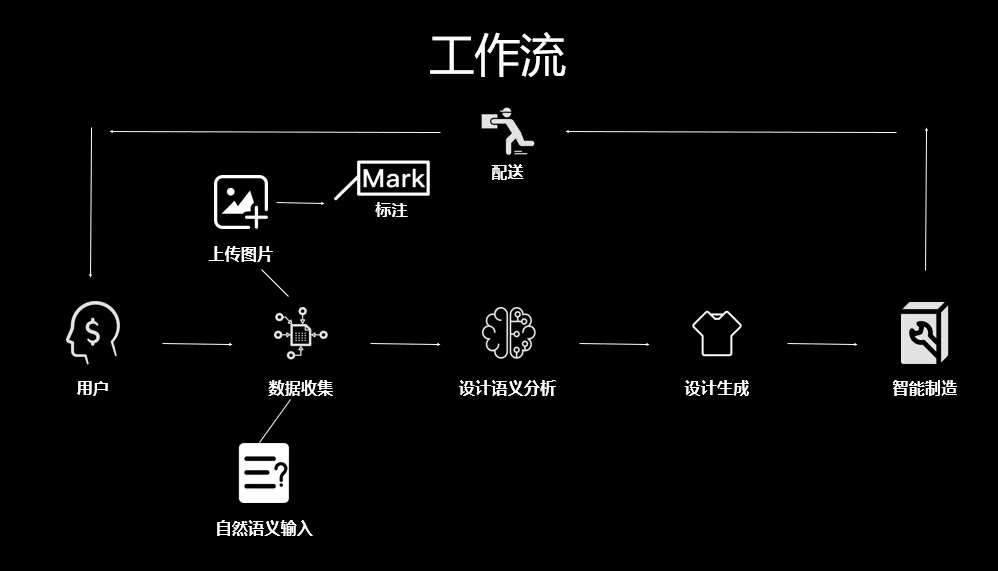 工作流
配送
Mark
标注
上传图片
$
用户
数据收集
设计语义分析
设计生成
智能制造
?
自然语义输入